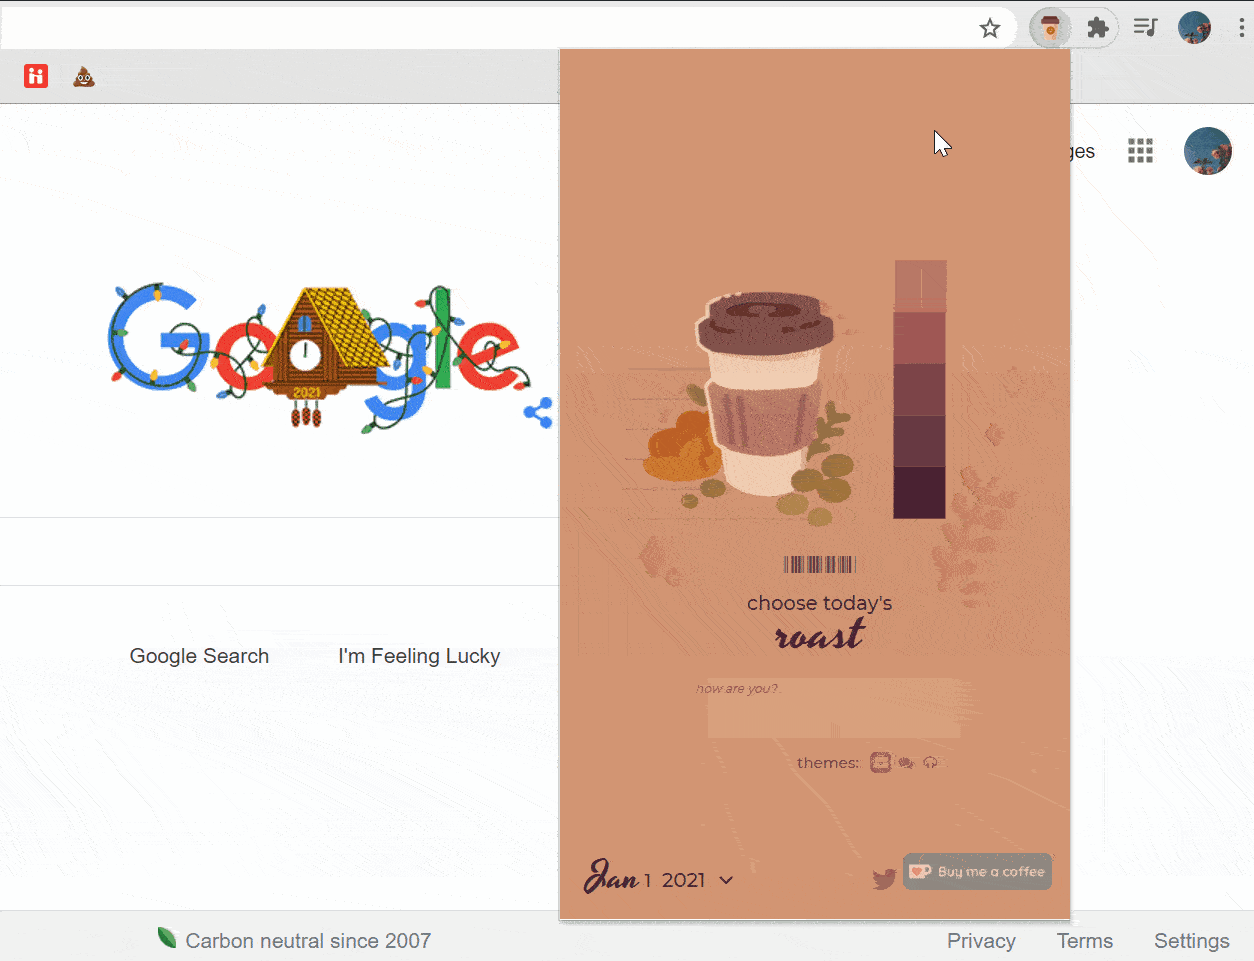 ges
Google
2021
choose today's
roast
how are you?
themes:
Jan 1 2021
Buy me a coffee
Google Search
I'm Feeling Lucky
Carbon neutral since 2007
Privacy
Terms
Settings